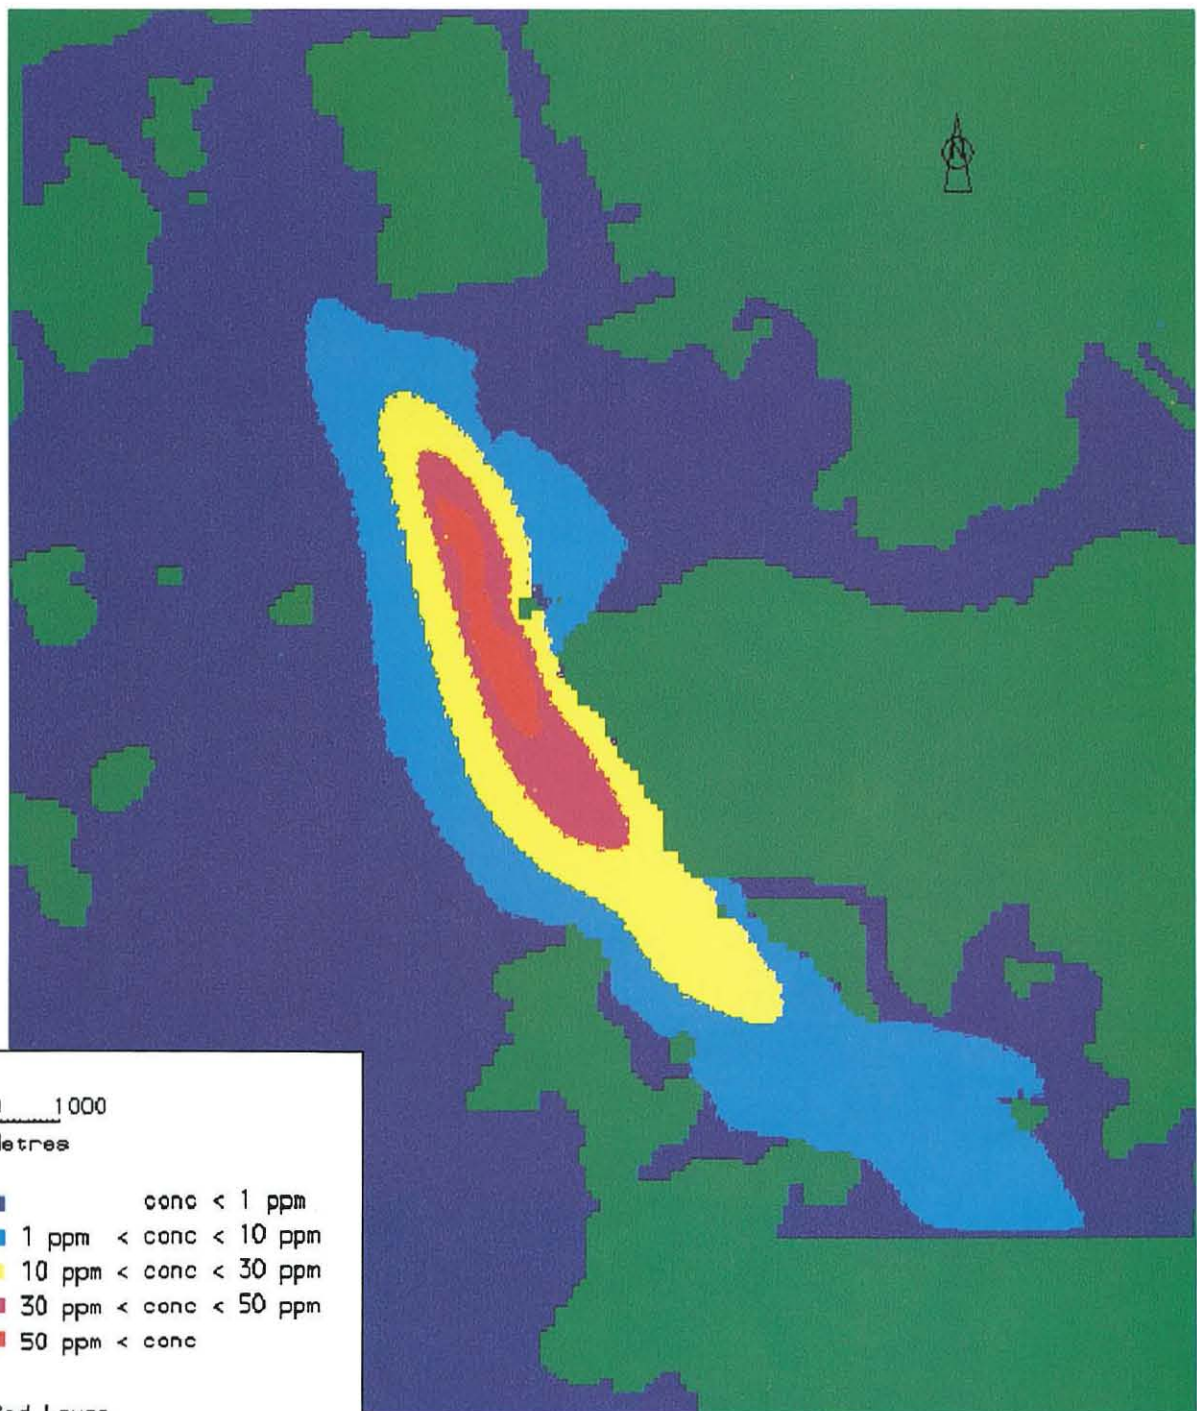 N
1000
conc < 1 ppm
1 ppm < conc < 10 ppm
10 ppm < conc < 30 ppm
30 ppm < conc < 50 ppm
50 ppm < conc